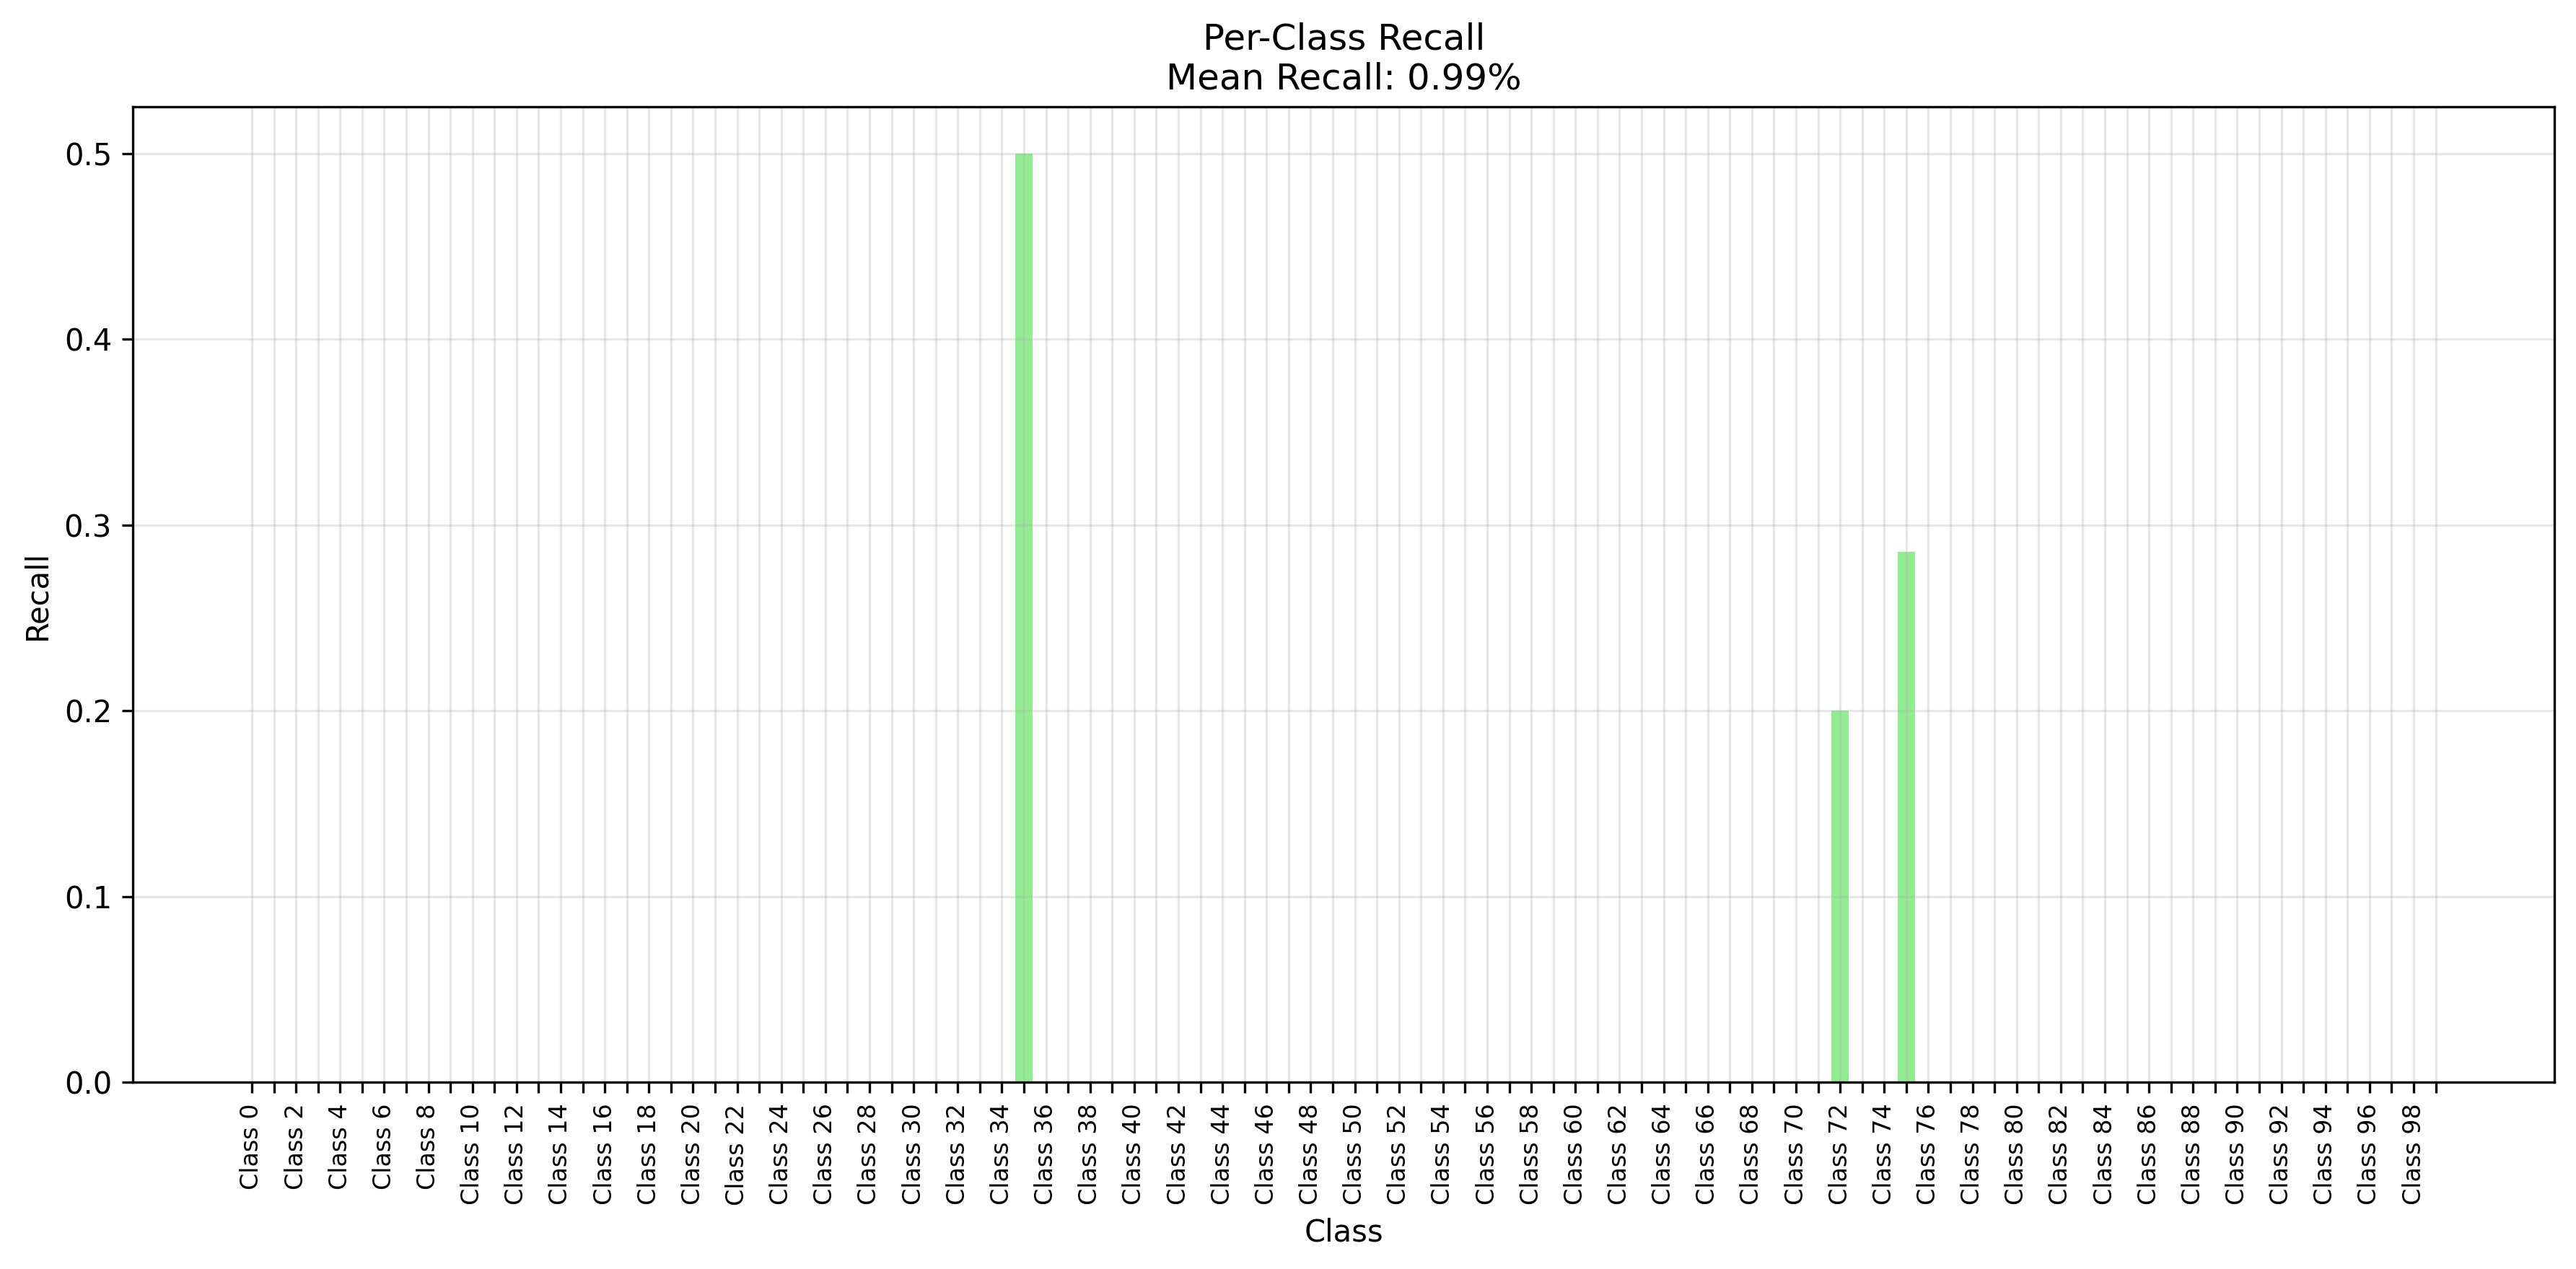 Per-Class Recall
Mean Recall: 0.99%
0.5
0.4
0.3
0.2
0.1
0.0
Recall
Class 0
Class 2
Class 4
Class 6
Class 8
Class 10
Class 12
Class 14
Class 16
Class 18
Class 20
Class 22
Class 24
Class 26
Class 28
Class 30
Class 32
Class 34
Class 36
Class 38
Class 40
Class 42
Class 44
Class 46
Class 48
Class 50
Class 52
Class 54
Class 56
Class 58
Class 60
Class 62
Class 64
Class 66
Class 68
Class 70
Class 72
Class 74
Class 76
Class 78
Class 80
Class 82
Class 84
Class 86
Class 88
Class 90
Class 92
Class 94
Class 96
Class 98
Class